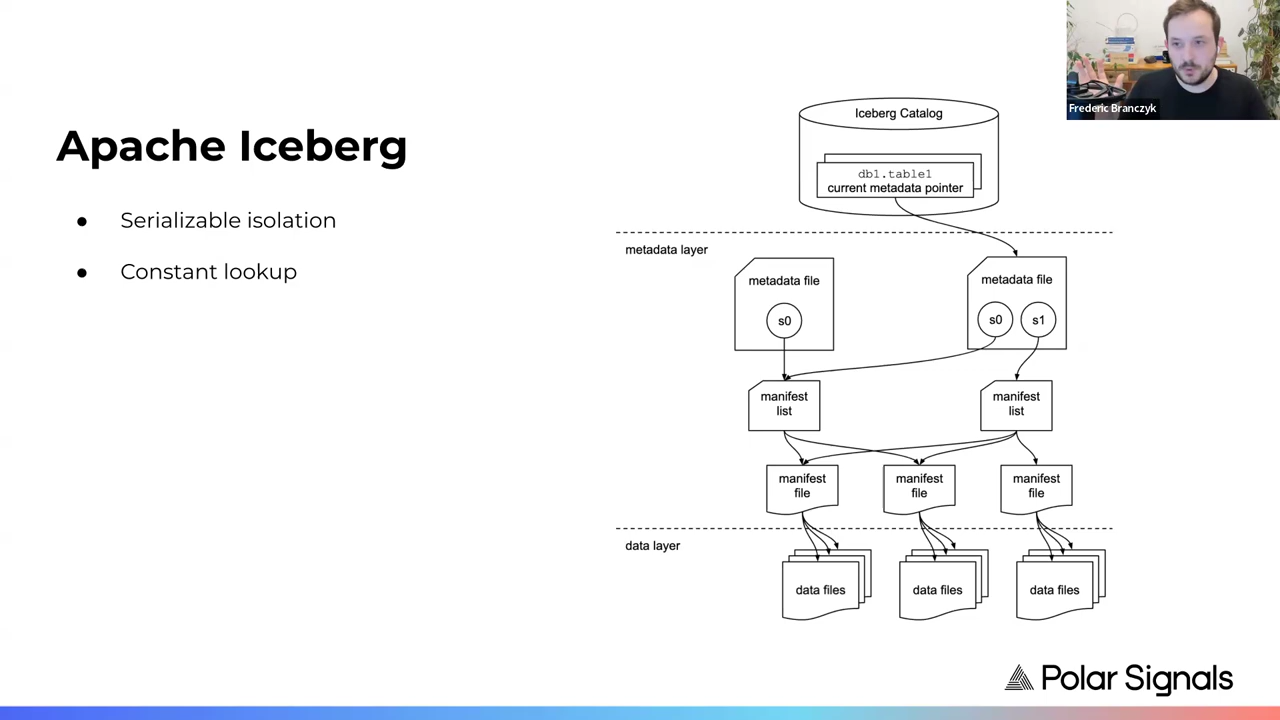 Frederic Branczyk
Apache Iceberg
● Serializable isolation
● Constant lookup
Iceberg Catalog
db1.table1
current metadata pointer
metadata layer
metadata file
s0
metadata file
s0
s1
manifest
list
manifest
list
manifest
file
manifest
file
manifest
file
data layer
data files
data files
data files
Polar Signals